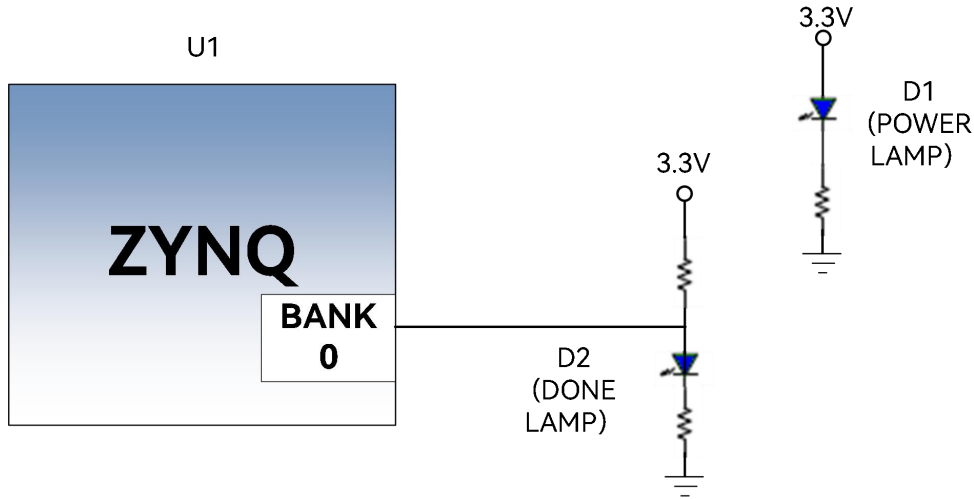 U1
3.3V
D1
(POWER
LAMP)
3.3V
ZYNQ
BANK
0
D2
(DONE
LAMP)